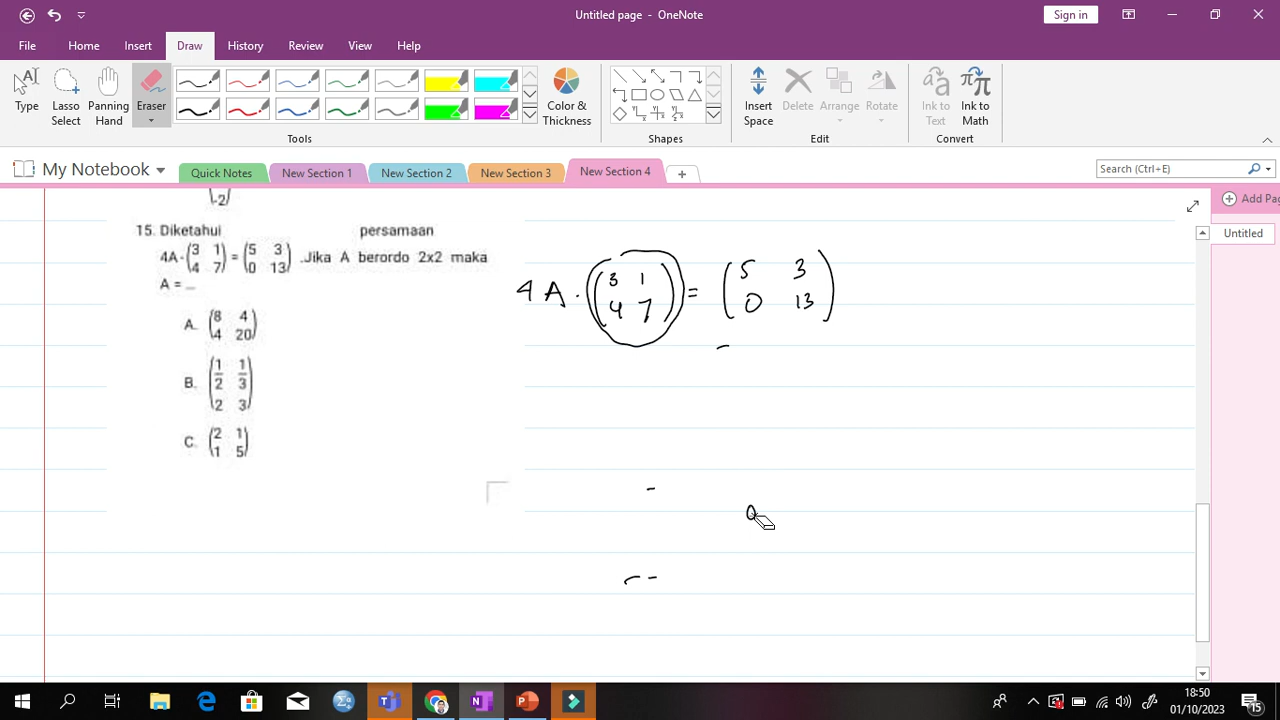 Untitled page - OneNote
Sign in
File Home Insert Draw History Review View Help
Type
Lasso Select
Panning Hand
Eraser
Color & Thickness
Insert Space
Delete
Arrange
Rotate
Ink to Text
Ink to Math
Tools
Shapes
Edit
Convert
My Notebook
Quick Notes
New Section 1
New Section 2
New Section 3
New Section 4
Search (Ctrl+E)
Add Pag
Untitled
-2
15. Diketahui persamaan
4A·(3 1
4 7) = (5 3
0 13) .Jika A berordo 2x2 maka
A = ...
A. (8 4
4 20)
B. (1/2 1/3
2 3)
C. (2 1
1 5)
4 A · (3 1
4 7) = (5 3
0 13)
18:50
01/10/2023
15